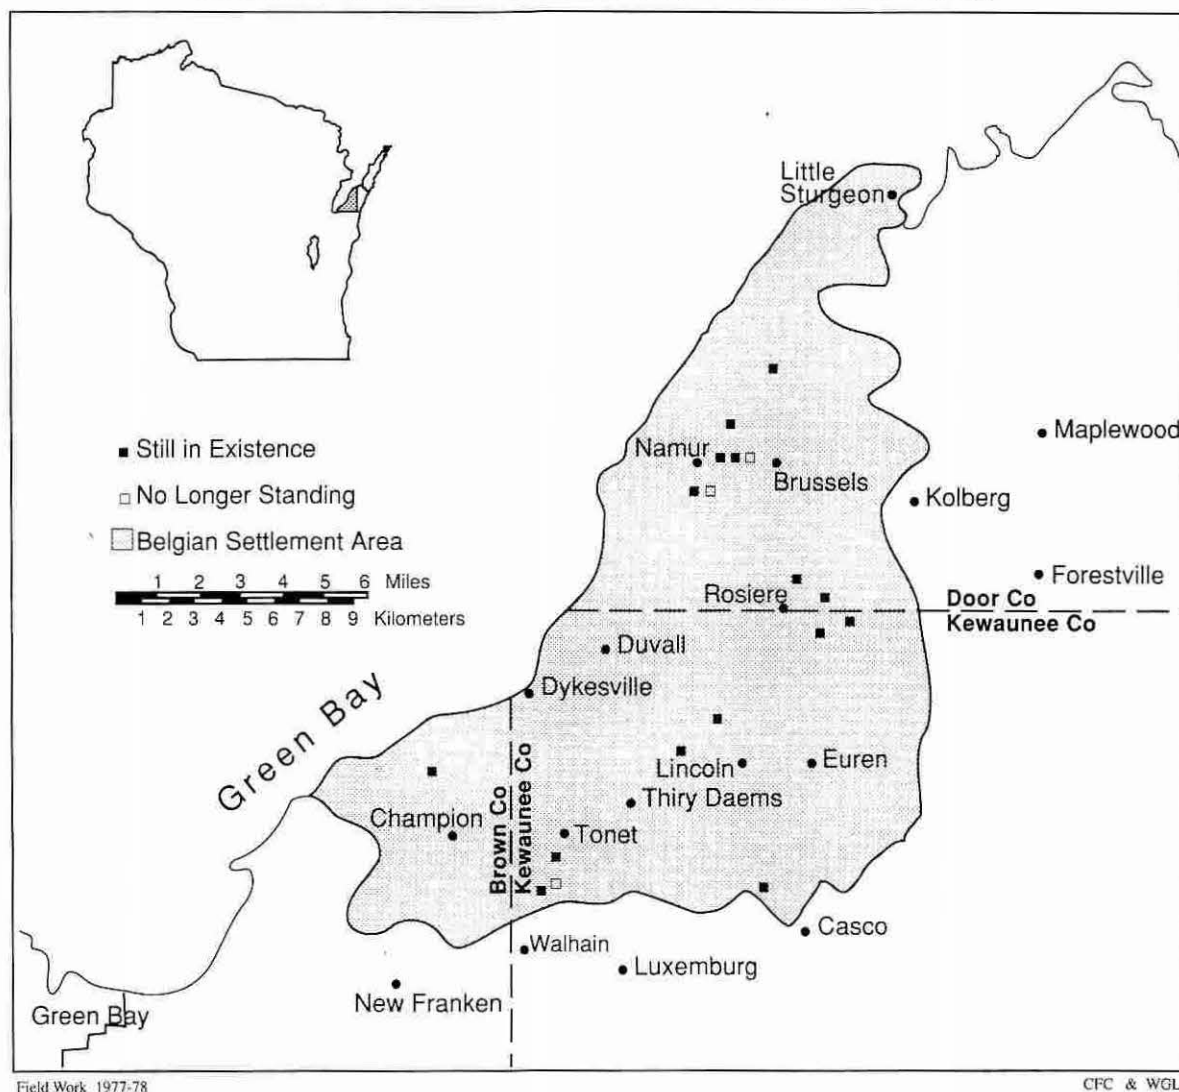 Little
Sturgeon
Still in Existence
Namur
Maplewood
Brussels
No Longer Standing
Kolberg
Belgian Settlement Area
1 2 3 4 5 6 Miles
1 2 3 4 5 6 7 8 9 Kilometers
Forestville
Rosiere
Door Co
Kewaunee Co
Duvall
Dykesville
Green Bay
Lincoln
Euren
Thiry Daems
Champion
Brown Co
Kewaunee Co
Tonet
Casco
Walhain
Luxemburg
New Franken
Green Bay
Field Work 1977-78
CFC & WGL